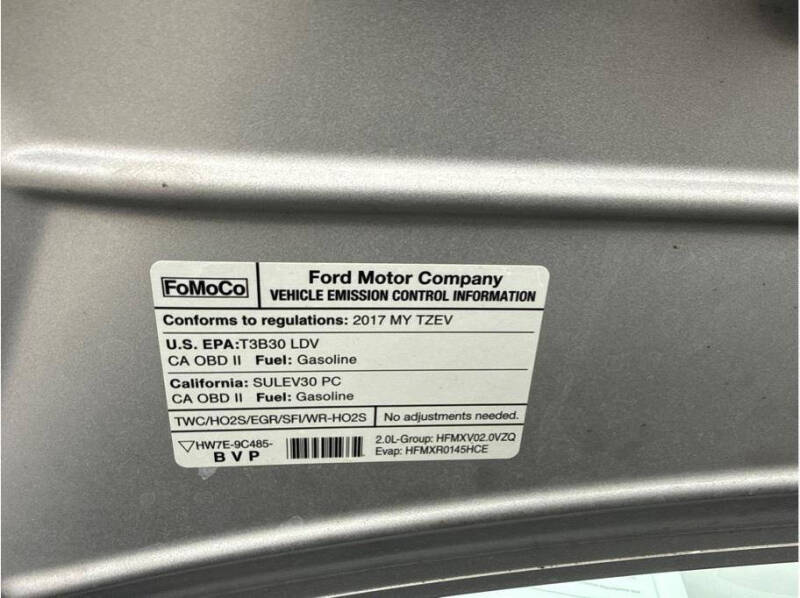 FoMoCo
Ford Motor Company
VEHICLE EMISSION CONTROL INFORMATION
Conforms to regulations: 2017 MY TZEV
U.S. EPA:T3B30 LDV
CA OBD II Fuel: Gasoline
California: SULEV30 PC
CA OBD II Fuel: Gasoline
TWC/HO2S/EGR/SFI/WR-HO2S No adjustments needed.
HW7E-9C485-
B V P
2.0L-Group: HFMXV02.0VZQ
Evap: HFMXR0145HCE